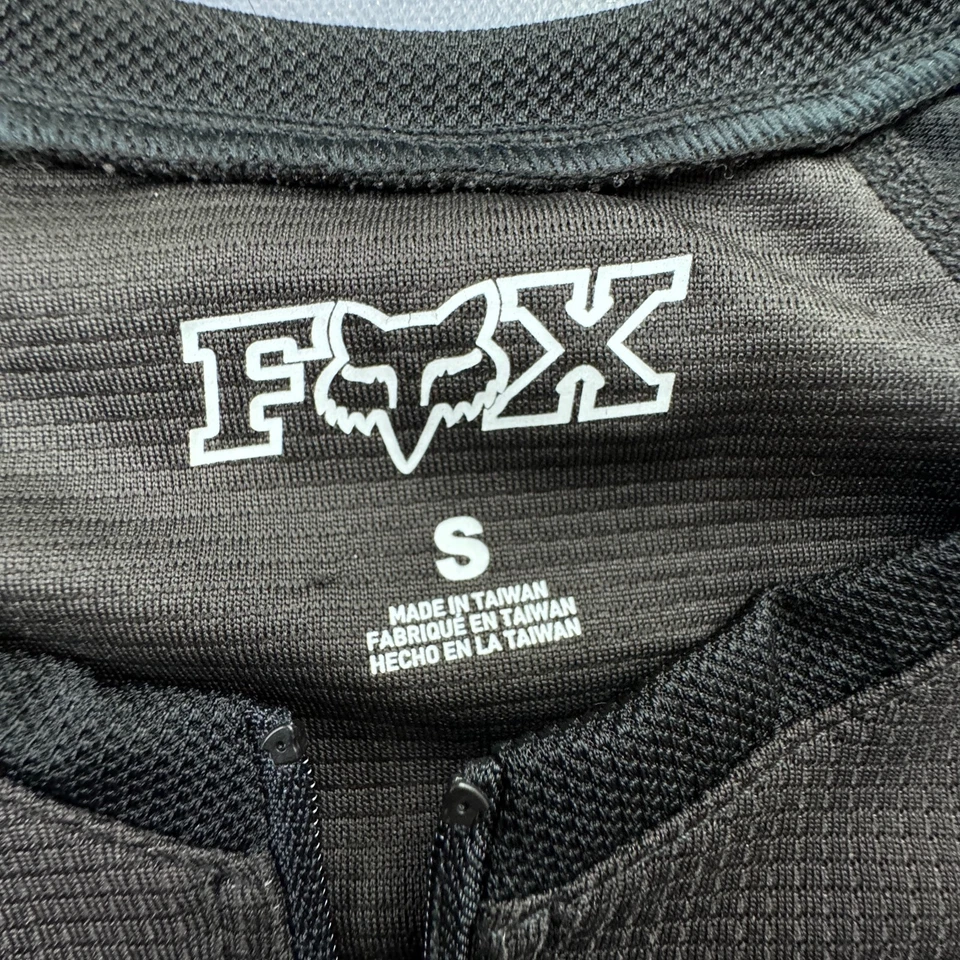 FOX
S
MADE IN TAIWAN
FABRIQUÉ EN TAIWAN
HECHO EN LA TAIWAN